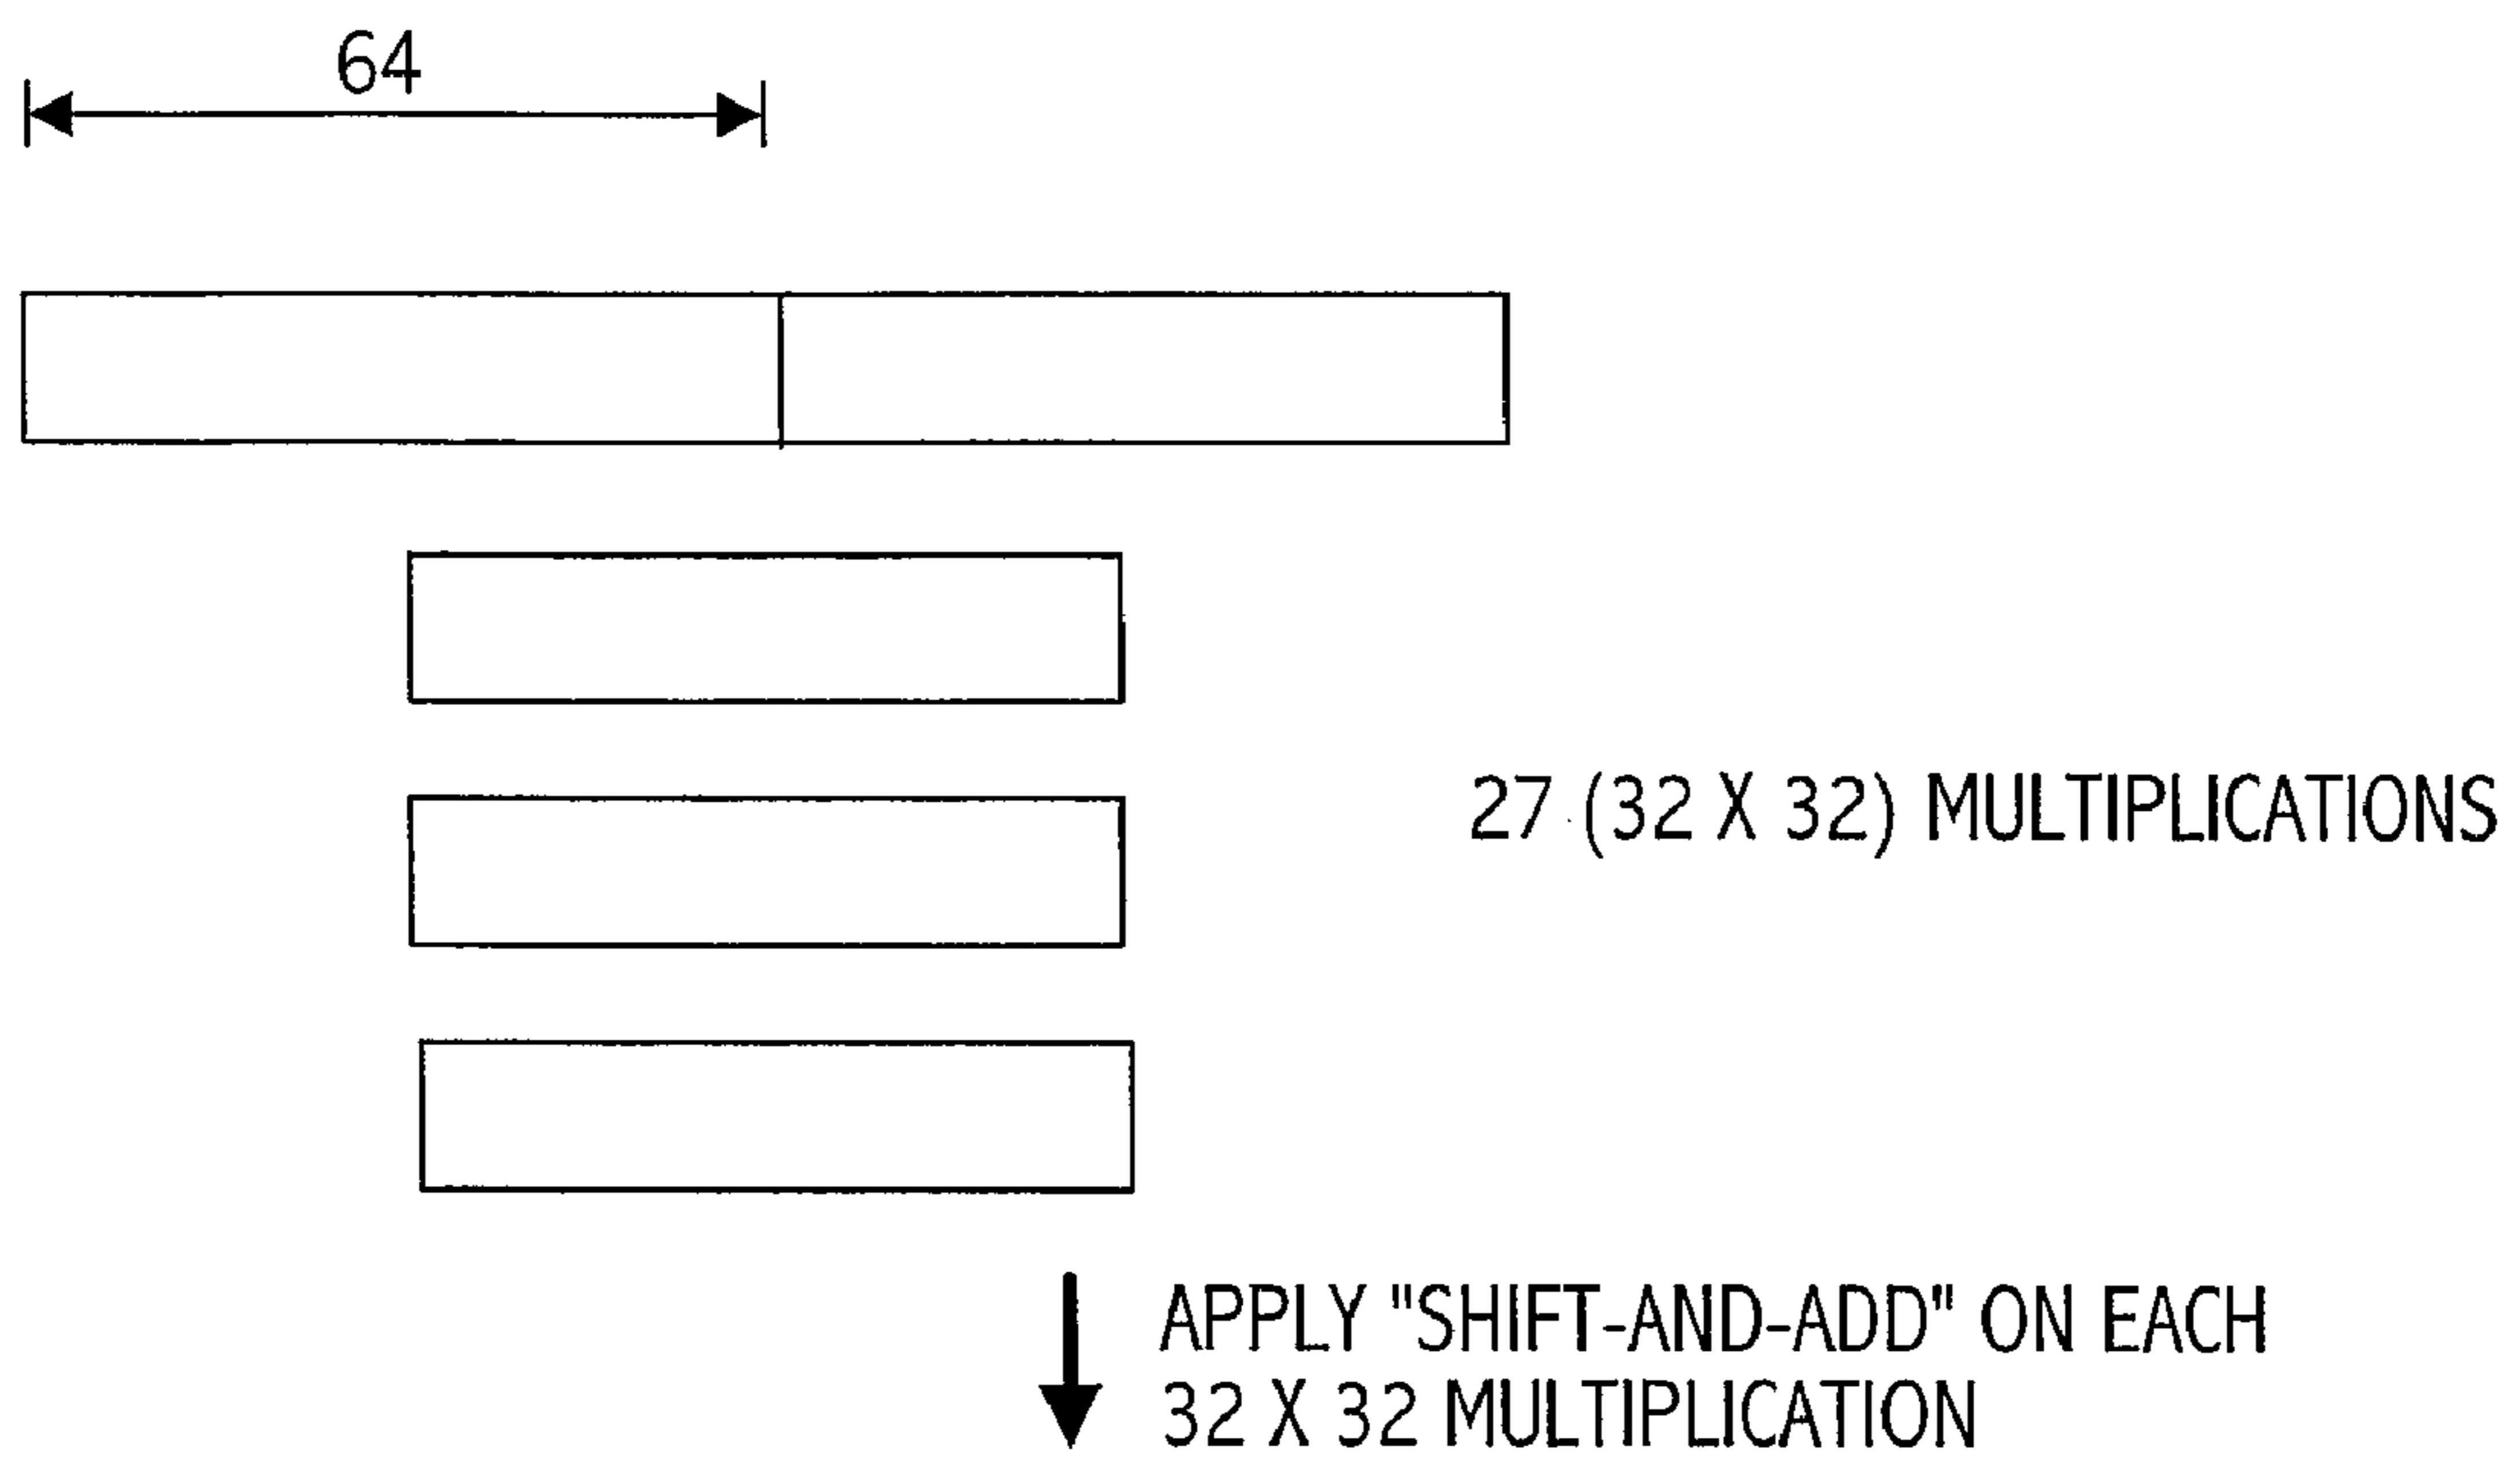 64
27 (32 X 32) MULTIPLICATIONS
APPLY "SHIFT-AND-ADD" ON EACH
32 X 32 MULTIPLICATION